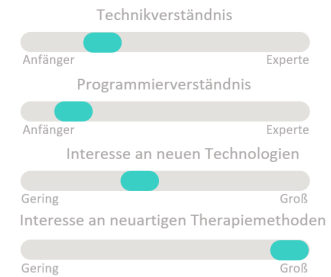 Technikverständnis
Anfänger Experte
Programmierverständnis
Anfänger Experte
Interesse an neuen Technologien
Gering Groß
Interesse an neuartigen Therapiemethoden
Gering Groß